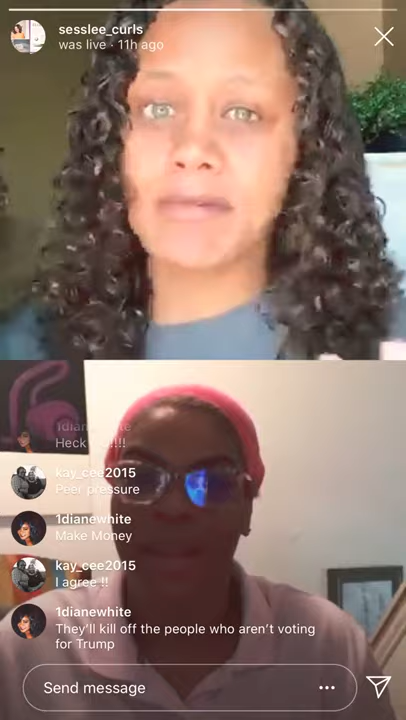 sesslee_curls
was live · 11h ago
Heck
kay_cee2015
Peer pressure
1dianewhite
Make Money
kay_cee2015
I agree !!
1dianewhite
They'll kill off the people who aren't voting
for Trump
Send message